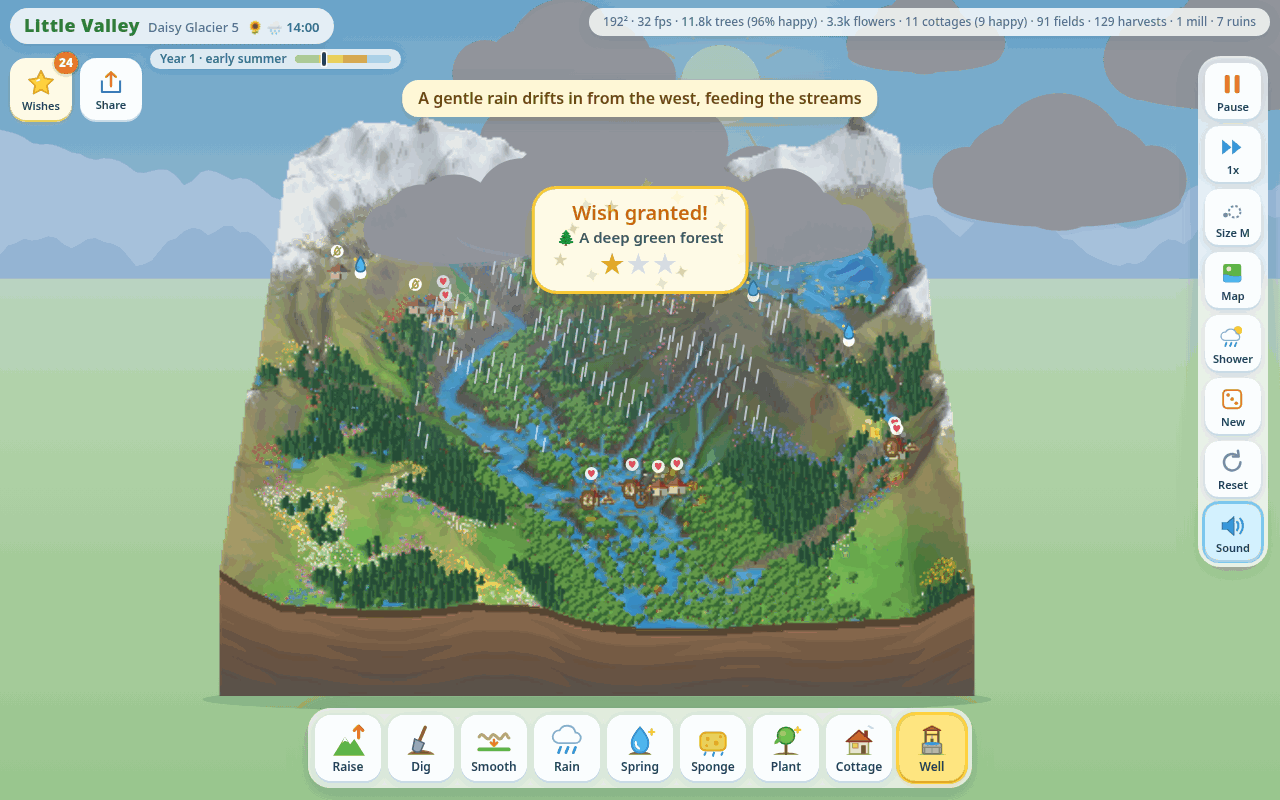 Little Valley Daisy Glacier 5 14:00
192² · 32 fps · 11.8k trees (96% happy) · 3.3k flowers · 11 cottages (9 happy) · 91 fields · 129 harvests · 1 mill · 7 ruins
Year 1 · early summer
24
Wishes
Share
A gentle rain drifts in from the west, feeding the streams
Wish granted!
A deep green forest
Pause
1x
Size M
Map
Shower
New
Reset
Sound
Raise
Dig
Smooth
Rain
Spring
Sponge
Plant
Cottage
Well